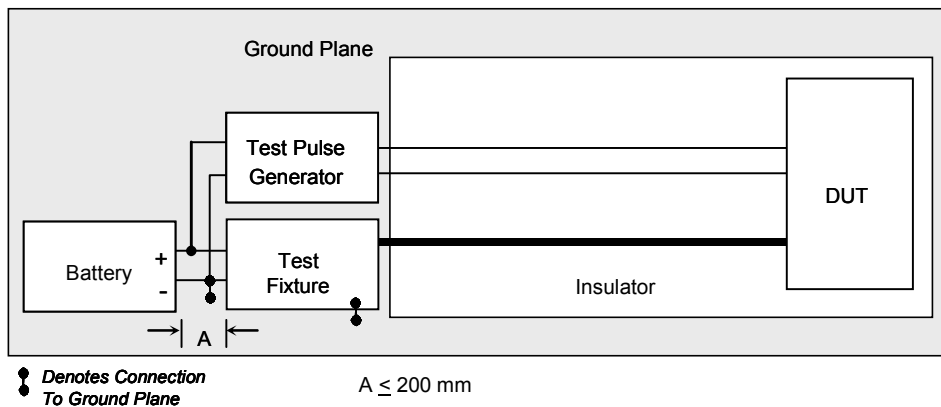 Ground Plane
Test Pulse
Generator
DUT
Battery
+
-
Test
Fixture
Insulator
A
Denotes Connection
To Ground Plane
A ≤ 200 mm